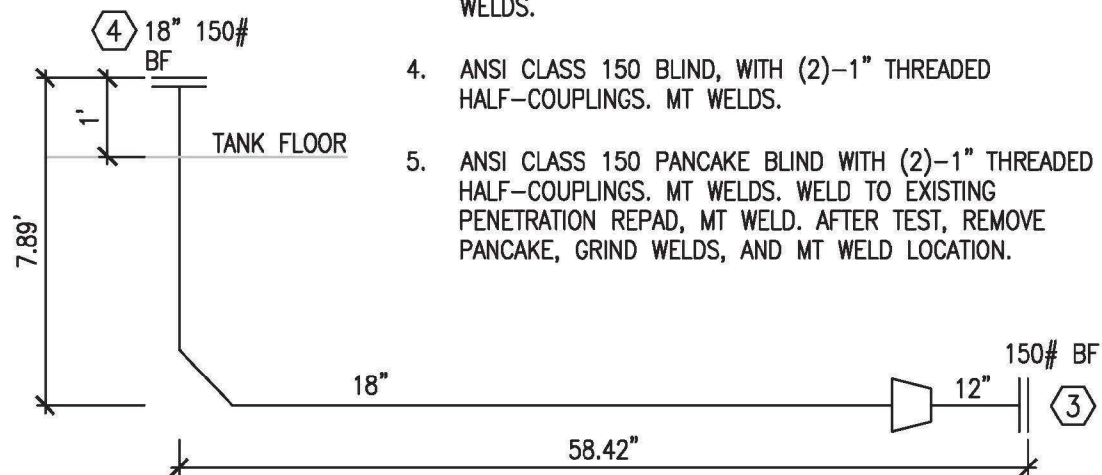 WELDS.
4 18" 150#
BF
4. ANSI CLASS 150 BLIND, WITH (2)-1" THREADED
HALF-COUPLINGS. MT WELDS.
1'
TANK FLOOR
5. ANSI CLASS 150 PANCAKE BLIND WITH (2)-1" THREADED
HALF-COUPLINGS. MT WELDS. WELD TO EXISTING
PENETRATION REPAD, MT WELD. AFTER TEST, REMOVE
PANCAKE, GRIND WELDS, AND MT WELD LOCATION.
7.89'
150# BF
18"
12"
3
58.42"